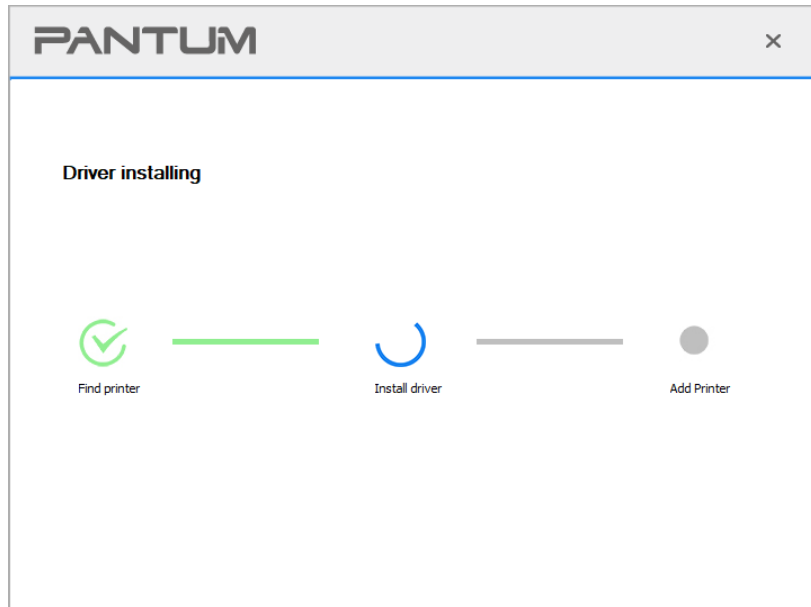 PANTUM
Driver installing
Find printer
Install driver
Add Printer